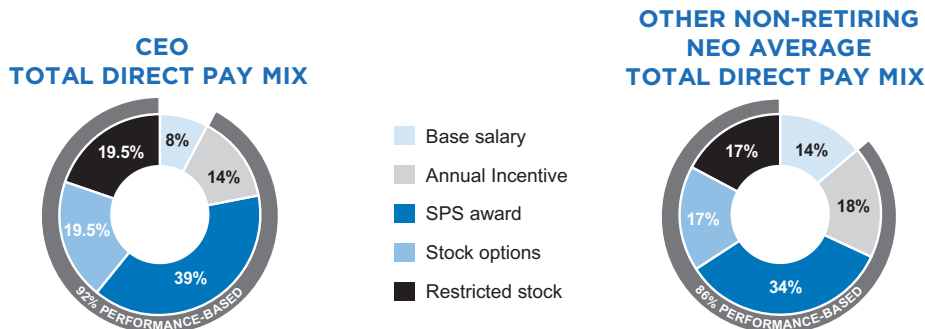 CEO
TOTAL DIRECT PAY MIX
8%
14%
39%
19.5%
19.5%
92% PERFORMANCE-BASED
Base salary
Annual Incentive
SPS award
Stock options
Restricted stock
OTHER NON-RETIRING
NEO AVERAGE
TOTAL DIRECT PAY MIX
14%
18%
34%
17%
17%
86% PERFORMANCE-BASED